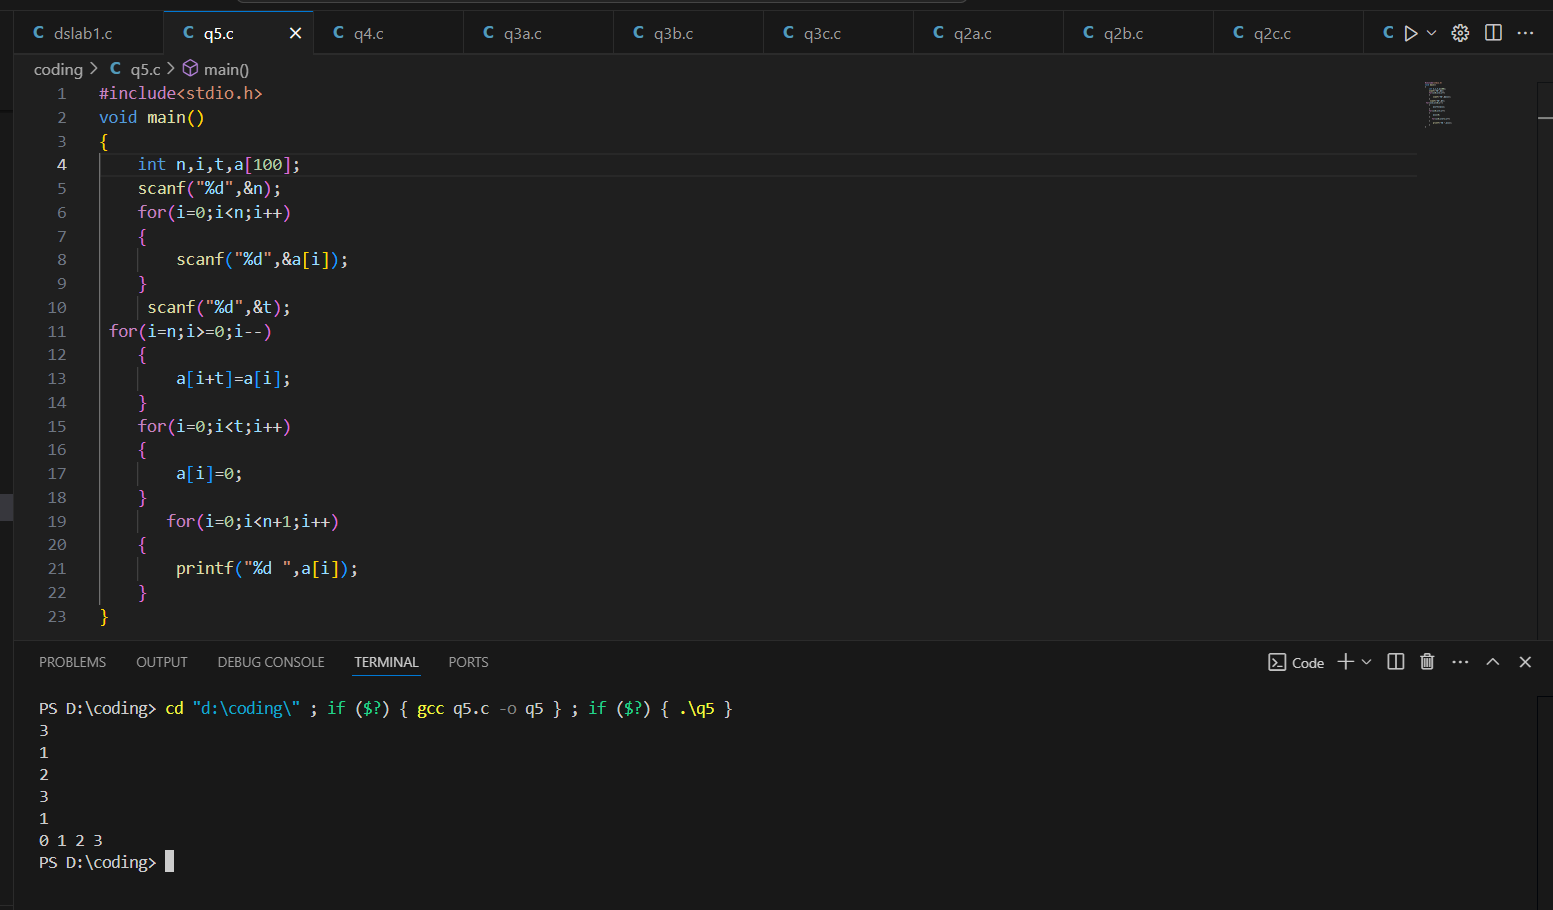 C dslab1.c C q5.c × C q4.c C q3a.c C q3b.c C q3c.c C q2a.c C q2b.c C q2c.c C
coding > C q5.c > main()
1 #include<stdio.h>
2 void main()
3 {
4     int n,i,t,a[100];
5     scanf("%d",&n);
6     for(i=0;i<n;i++)
7     {
8         scanf("%d",&a[i]);
9     }
10      scanf("%d",&t);
11  for(i=n;i>=0;i--)
12     {
13         a[i+t]=a[i];
14     }
15     for(i=0;i<t;i++)
16     {
17         a[i]=0;
18     }
19        for(i=0;i<n+1;i++)
20     {
21         printf("%d ",a[i]);
22     }
23 }
PROBLEMS OUTPUT DEBUG CONSOLE TERMINAL PORTS Code
PS D:\coding> cd "d:\coding\" ; if ($?) { gcc q5.c -o q5 } ; if ($?) { .\q5 }
3
1
2
3
1
0 1 2 3
PS D:\coding>